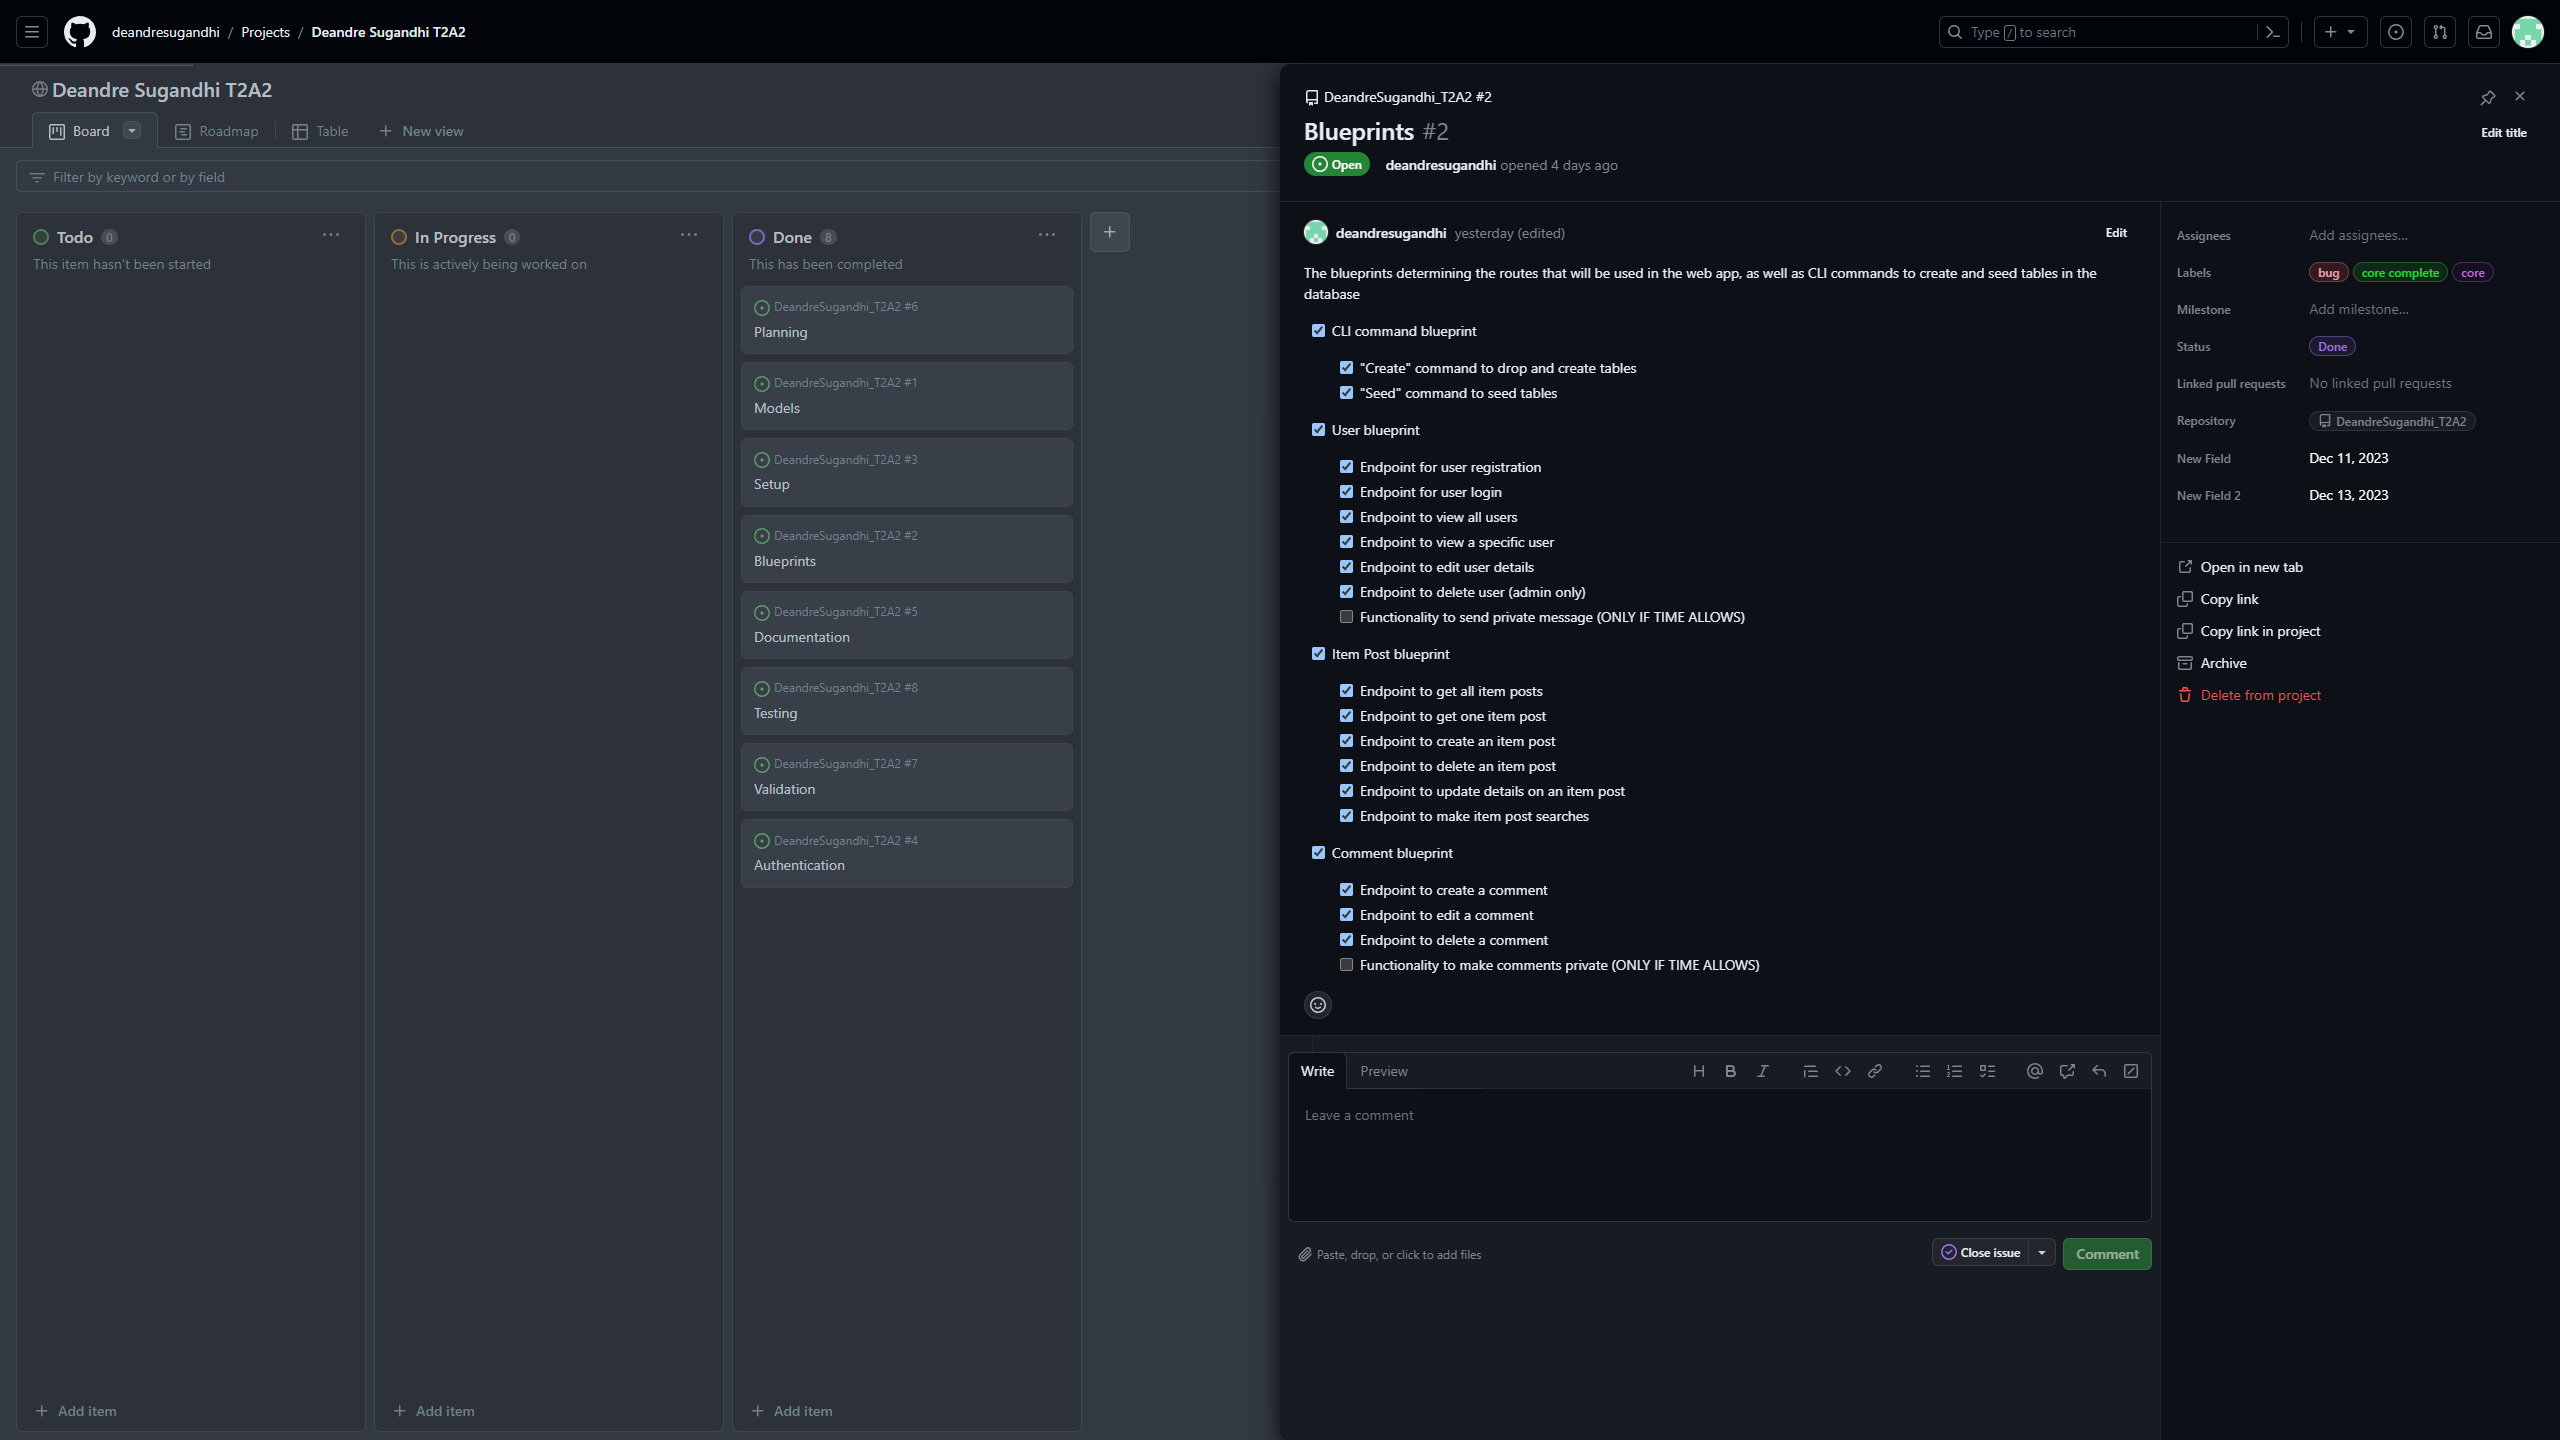 deandresugandhi / Projects / Deandre Sugandhi T2A2
Type / to search
Deandre Sugandhi T2A2
Board
Roadmap
Table
New view
Filter by keyword or by field
Todo 0
This item hasn't been started
Add item
In Progress 0
This is actively being worked on
Add item
Done 8
This has been completed
DeandreSugandhi_T2A2 #6
Planning
DeandreSugandhi_T2A2 #1
Models
DeandreSugandhi_T2A2 #3
Setup
DeandreSugandhi_T2A2 #2
Blueprints
DeandreSugandhi_T2A2 #5
Documentation
DeandreSugandhi_T2A2 #8
Testing
DeandreSugandhi_T2A2 #7
Validation
DeandreSugandhi_T2A2 #4
Authentication
Add item
DeandreSugandhi_T2A2 #2
Blueprints #2
Edit title
Open
deandresugandhi opened 4 days ago
deandresugandhi yesterday (edited)
Edit
The blueprints determining the routes that will be used in the web app, as well as CLI commands to create and seed tables in the
database
CLI command blueprint
"Create" command to drop and create tables
"Seed" command to seed tables
User blueprint
Endpoint for user registration
Endpoint for user login
Endpoint to view all users
Endpoint to view a specific user
Endpoint to edit user details
Endpoint to delete user (admin only)
Functionality to send private message (ONLY IF TIME ALLOWS)
Item Post blueprint
Endpoint to get all item posts
Endpoint to get one item post
Endpoint to create an item post
Endpoint to delete an item post
Endpoint to update details on an item post
Endpoint to make item post searches
Comment blueprint
Endpoint to create a comment
Endpoint to edit a comment
Endpoint to delete a comment
Functionality to make comments private (ONLY IF TIME ALLOWS)
Write
Preview
Leave a comment
Paste, drop, or click to add files
Close issue
Comment
Assignees Add assignees...
Labels bug core complete core
Milestone Add milestone...
Status Done
Linked pull requests No linked pull requests
Repository DeandreSugandhi_T2A2
New Field Dec 11, 2023
New Field 2 Dec 13, 2023
Open in new tab
Copy link
Copy link in project
Archive
Delete from project